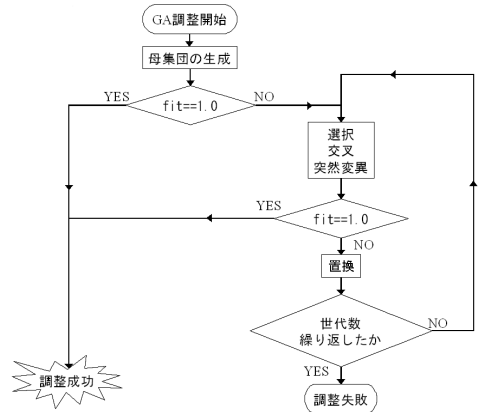 GA調整開始
母集団の生成
YES
fit==1.0
NO
選択
交叉
突然変異
YES
fit==1.0
NO
置換
世代数
繰り返したか
NO
YES
調整成功
調整失敗